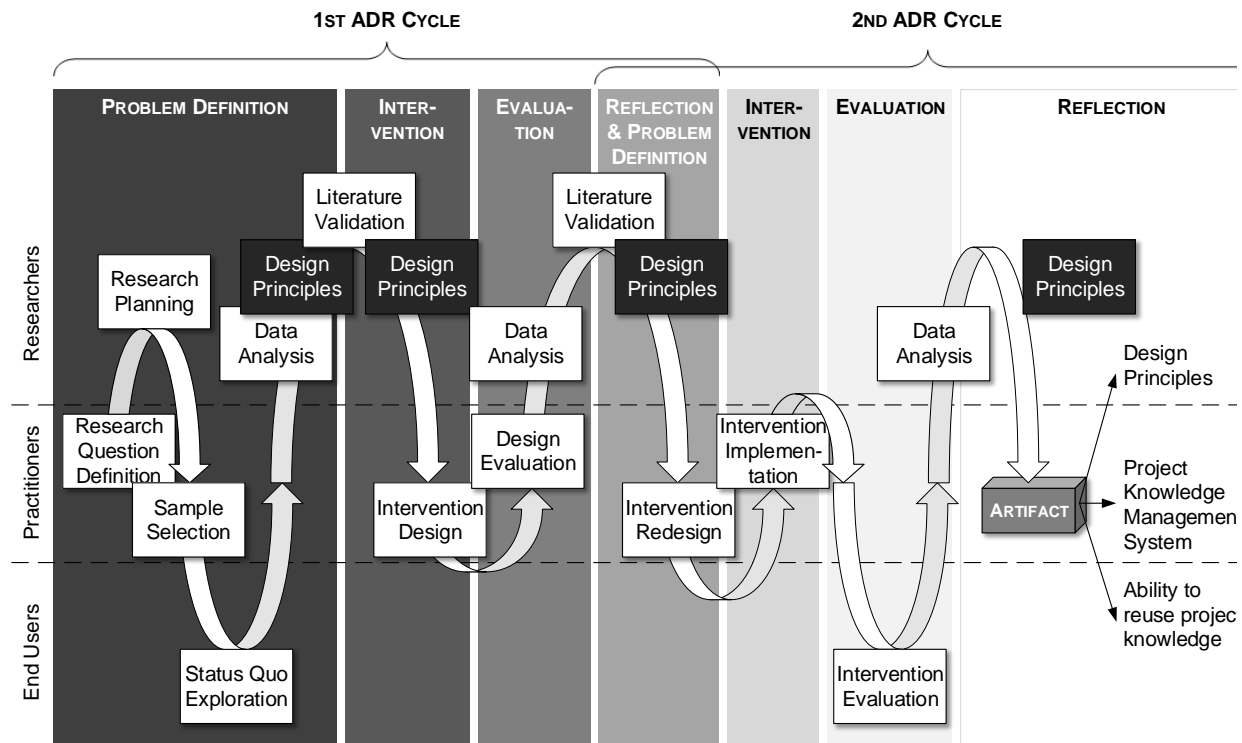 1ST ADR CYCLE
2ND ADR CYCLE
PROBLEM DEFINITION
INTER-
VENTION
EVALUA-
TION
REFLECTION
& PROBLEM
DEFINITION
INTER-
VENTION
EVALUATION
REFLECTION
Researchers
Practitioners
End Users
Research
Planning
Research
Question
Definition
Sample
Selection
Status Quo
Exploration
Data
Analysis
Design
Principles
Literature
Validation
Design
Principles
Intervention
Design
Design
Evaluation
Data
Analysis
Literature
Validation
Design
Principles
Intervention
Redesign
Intervention
Implemen-
tation
Intervention
Evaluation
Data
Analysis
Design
Principles
ARTIFACT
Design
Principles
Project
Knowledge
Management
System
Ability to
reuse project
knowledge